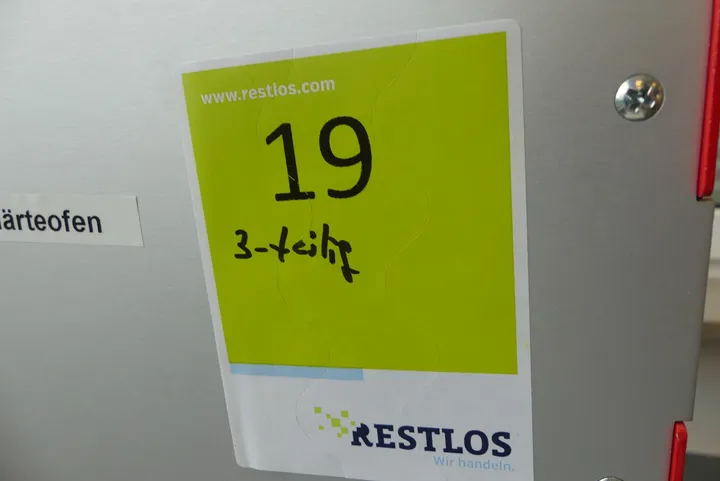 www.restlos.com
19
3-teilig
ärteofen
RESTLOS
Wir handeln.